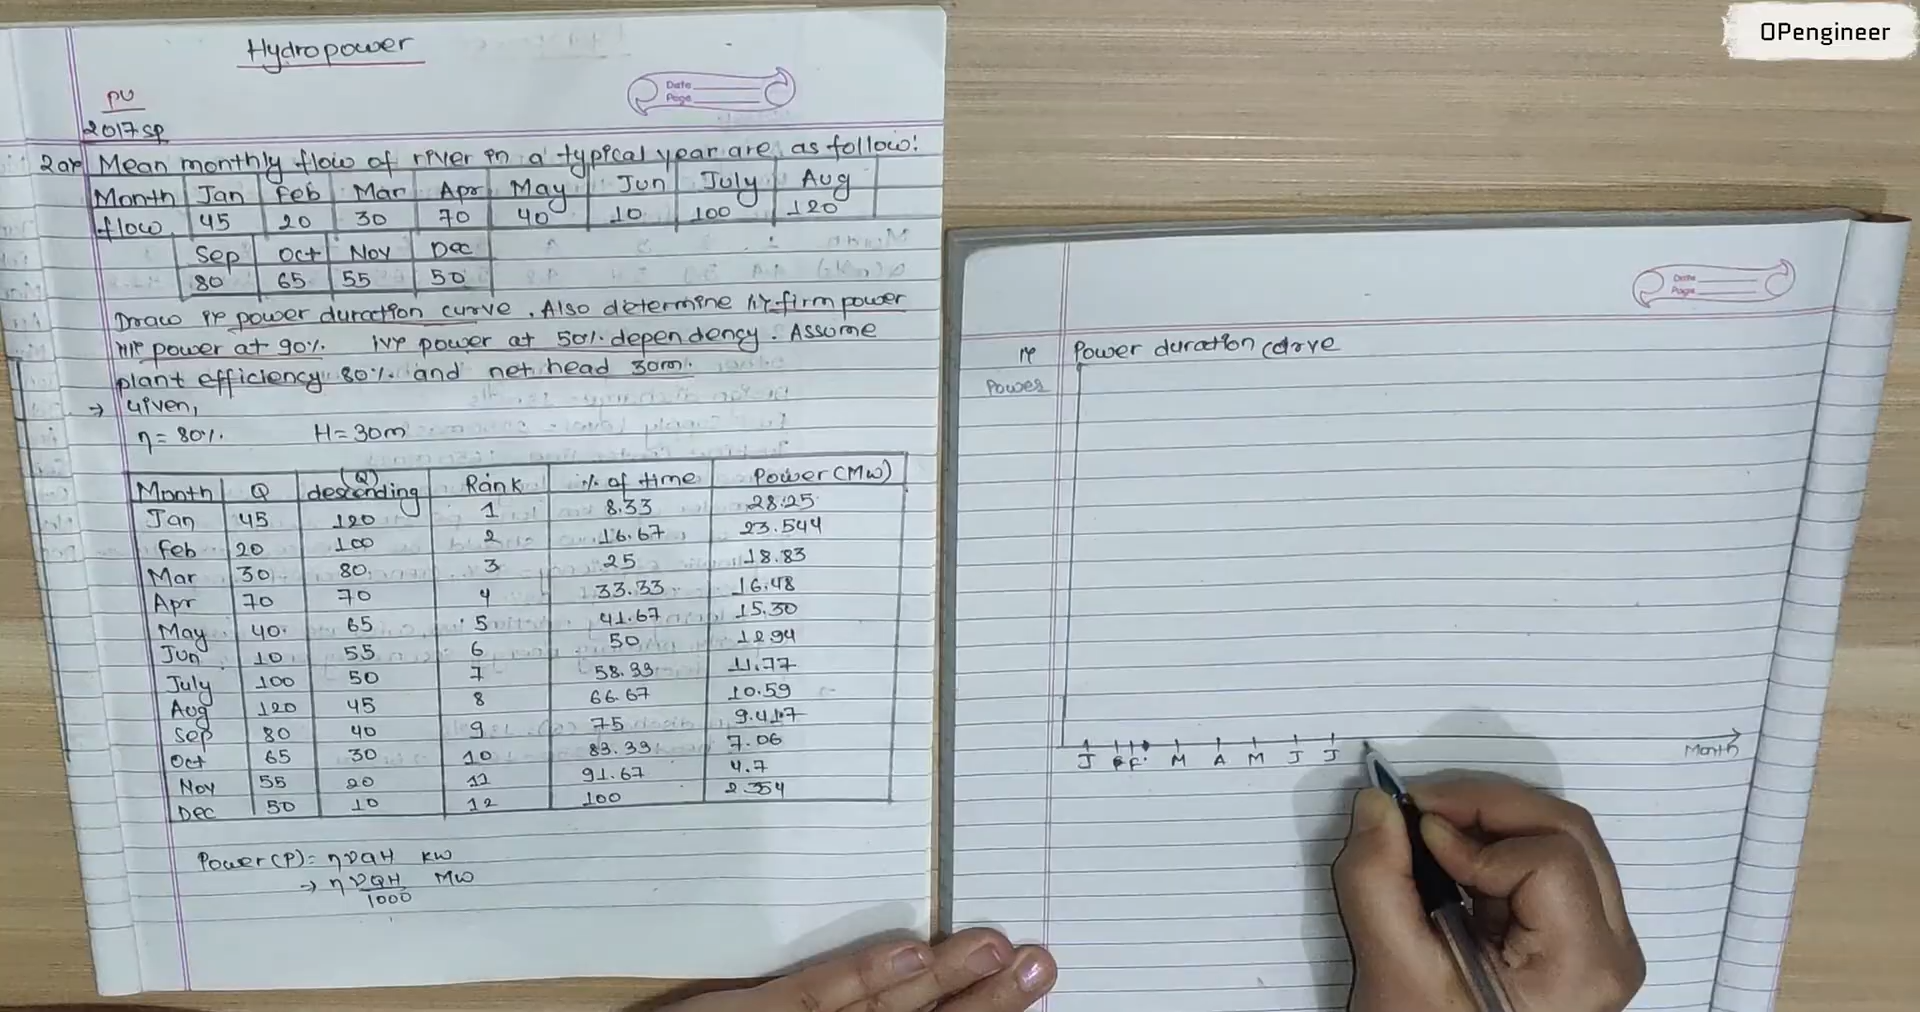 OPengineer
Hydropower
Date
Page
PU
2017 SP
2 a) Mean monthly flow of river in a typical year are as follow:
Month Jan Feb Mar Apr May Jun July Aug
flow 45 20 30 70 40 10 100 120
Sep Oct Nov Dec
80 65 55 50
Draw i) power duration curve. Also determine ii) firm power
iii) power at 90% iv) power at 50% dependency. Assume
plant efficiency 80% and net head 30m.
→ Given,
η = 80% H = 30m
Month Q (Q) descending Rank % of time Power (MW)
Jan 45 120 1 8.33 28.25
Feb 20 100 2 16.67 23.544
Mar 30 80 3 25 18.83
Apr 70 70 4 33.33 16.48
May 40 65 5 41.67 15.30
Jun 10 55 6 50 12.94
July 100 50 7 58.33 11.77
Aug 120 45 8 66.67 10.59
Sep 80 40 9 75 9.417
Oct 65 30 10 83.33 7.06
Nov 55 20 11 91.67 4.7
Dec 50 10 12 100 2.354
Power (P) = ηγQH KW
→ ηγQH MW
1000
Date
Page
i) Power duration curve
Power
J F M A M J J
Month